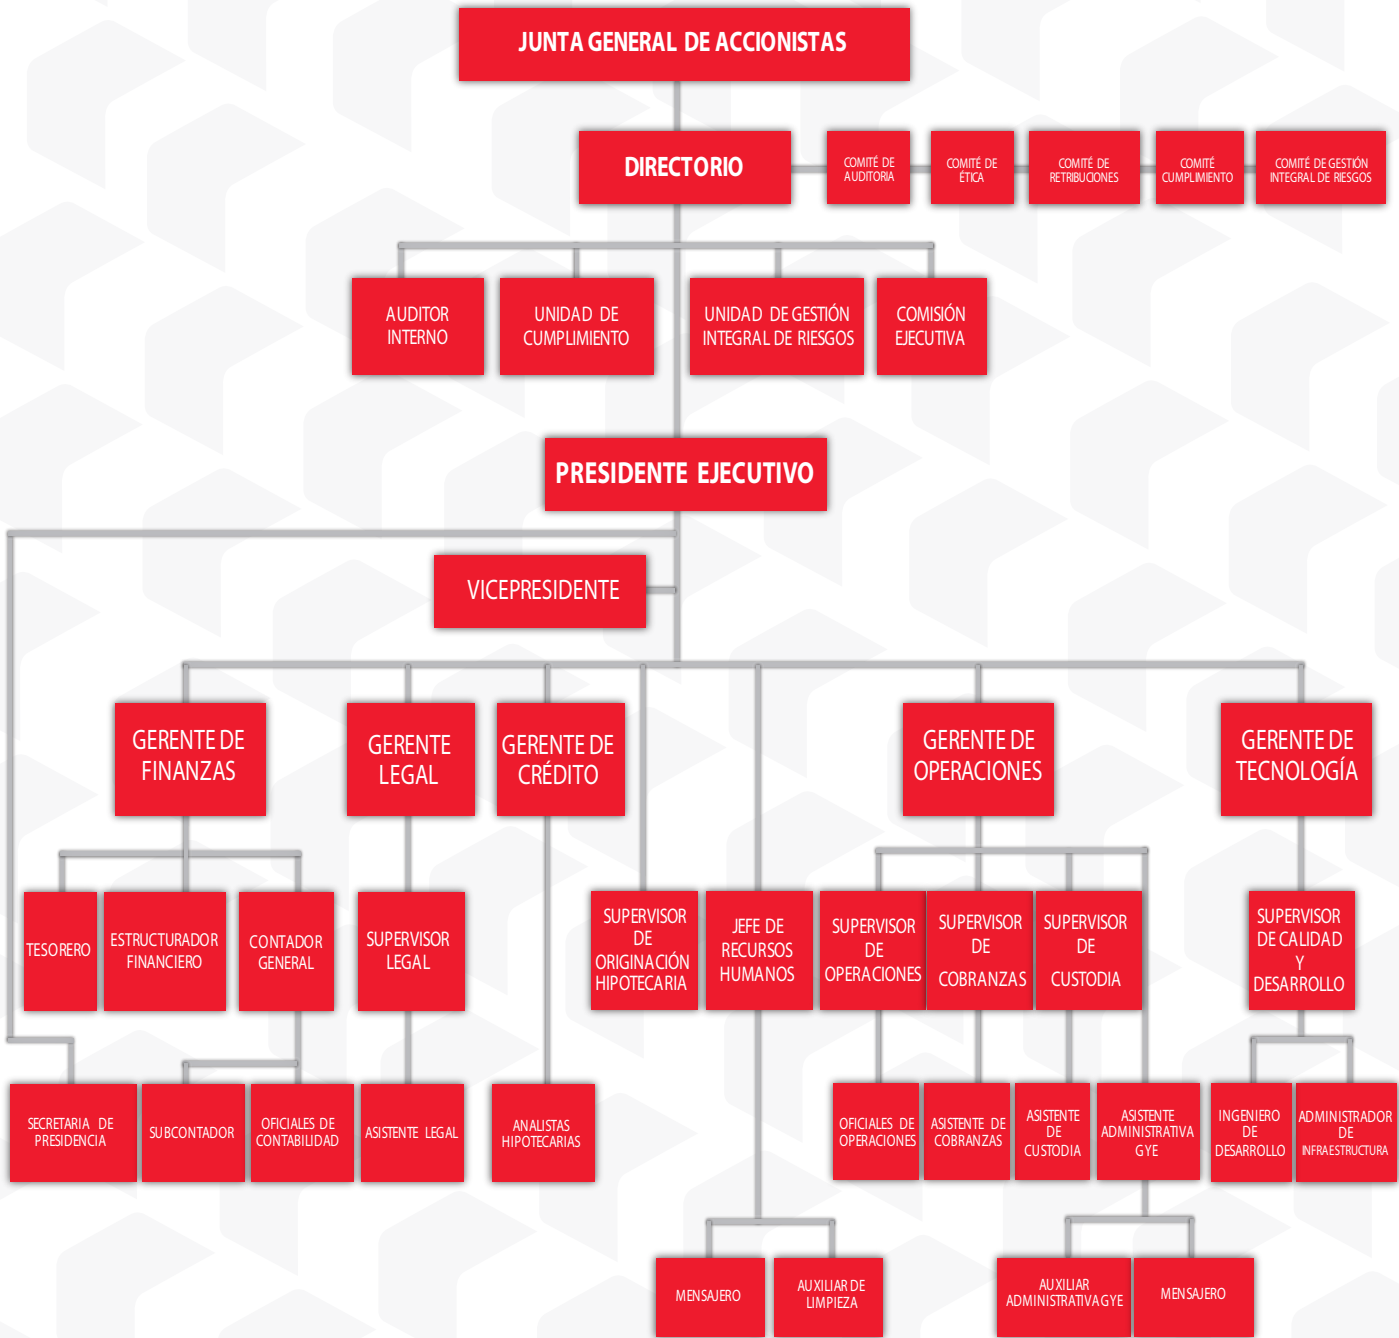 JUNTA GENERAL DE ACCIONISTAS
DIRECTORIO
COMITÉ DE
AUDITORIA
COMITÉ DE
ÉTICA
COMITÉ DE
RETRIBUCIONES
COMITÉ
CUMPLIMIENTO
COMITÉ DE GESTIÓN
INTEGRAL DE RIESGOS
AUDITOR
INTERNO
UNIDAD DE
CUMPLIMIENTO
UNIDAD DE GESTIÓN
INTEGRAL DE RIESGOS
COMISIÓN
EJECUTIVA
PRESIDENTE EJECUTIVO
VICEPRESIDENTE
GERENTE DE
FINANZAS
GERENTE
LEGAL
GERENTE DE
CRÉDITO
GERENTE DE
OPERACIONES
GERENTE DE
TECNOLOGÍA
TESORERO
ESTRUCTURADOR
FINANCIERO
CONTADOR
GENERAL
SUPERVISOR
LEGAL
SUPERVISOR
DE
ORIGINACIÓN
HIPOTECARIA
JEFE DE
RECURSOS
HUMANOS
SUPERVISOR
DE
OPERACIONES
SUPERVISOR
DE
COBRANZAS
SUPERVISOR
DE
CUSTODIA
SUPERVISOR
DE CALIDAD
Y
DESARROLLO
SECRETARIA DE
PRESIDENCIA
SUBCONTADOR
OFICIALES DE
CONTABILIDAD
ASISTENTE LEGAL
ANALISTAS
HIPOTECARIAS
OFICIALES DE
OPERACIONES
ASISTENTE DE
COBRANZAS
ASISTENTE
DE
CUSTODIA
ASISTENTE
ADMINISTRATIVA
GYE
INGENIERO
DE
DESARROLLO
ADMINISTRADOR
DE
INFRAESTRUCTURA
MENSAJERO
AUXILIAR DE
LIMPIEZA
AUXILIAR
ADMINISTRATIVA GYE
MENSAJERO